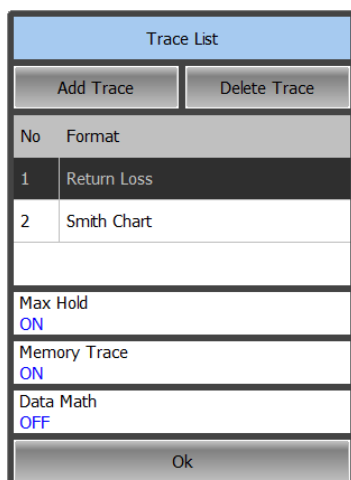 Trace List
Add Trace Delete Trace
No Format
1 Return Loss
2 Smith Chart
Max Hold
ON
Memory Trace
ON
Data Math
OFF
Ok